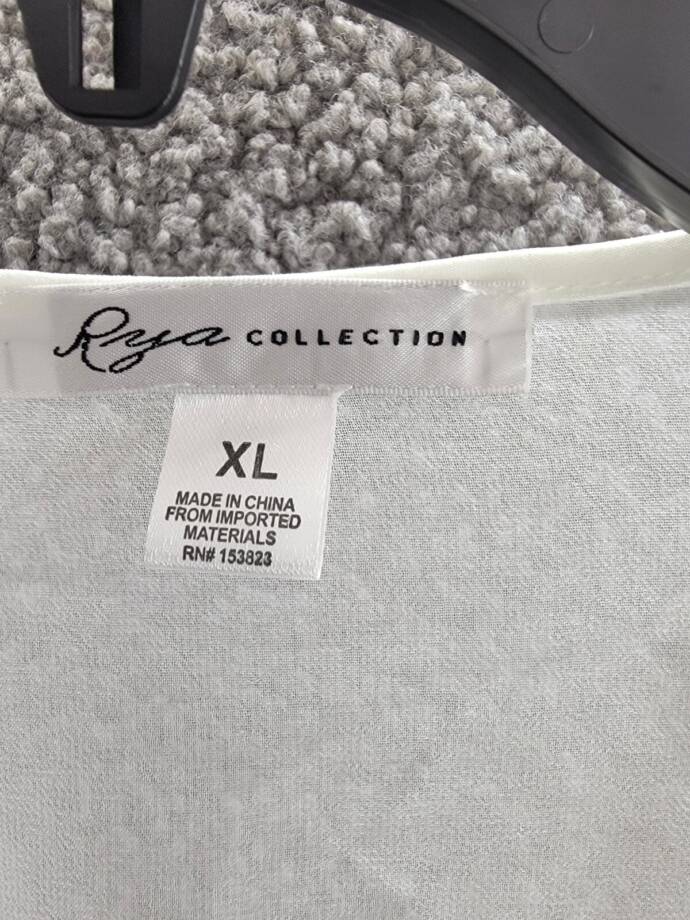 Rya COLLECTION
XL
MADE IN CHINA
FROM IMPORTED
MATERIALS
RN# 153823